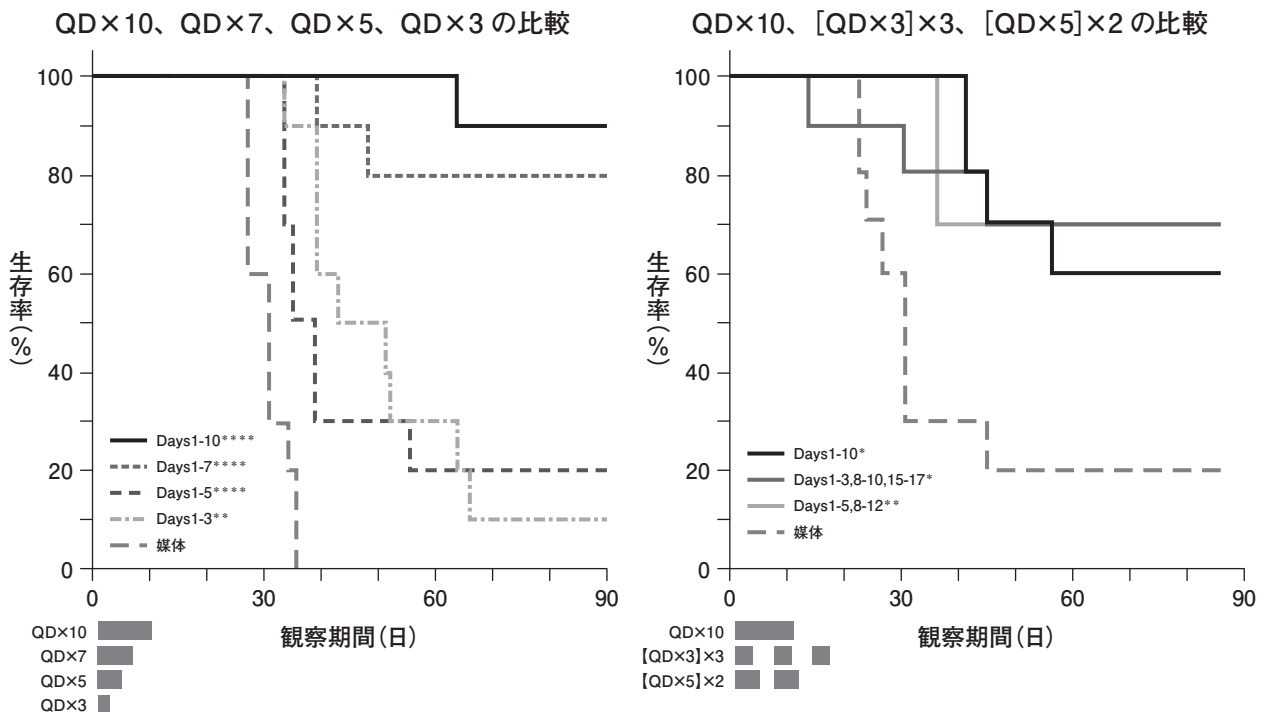 QD×10、QD×7、QD×5、QD×3 の比較
100
80
60
40
20
0
生存率(%)
Days1-10****
Days1-7****
Days1-5****
Days1-3**
媒体
0 30 60 90
観察期間(日)
QD×10
QD×7
QD×5
QD×3
QD×10、[QD×3]×3、[QD×5]×2 の比較
100
80
60
40
20
0
生存率(%)
Days1-10*
Days1-3,8-10,15-17*
Days1-5,8-12**
媒体
0 30 60 90
観察期間(日)
QD×10
【QD×3】×3
【QD×5】×2